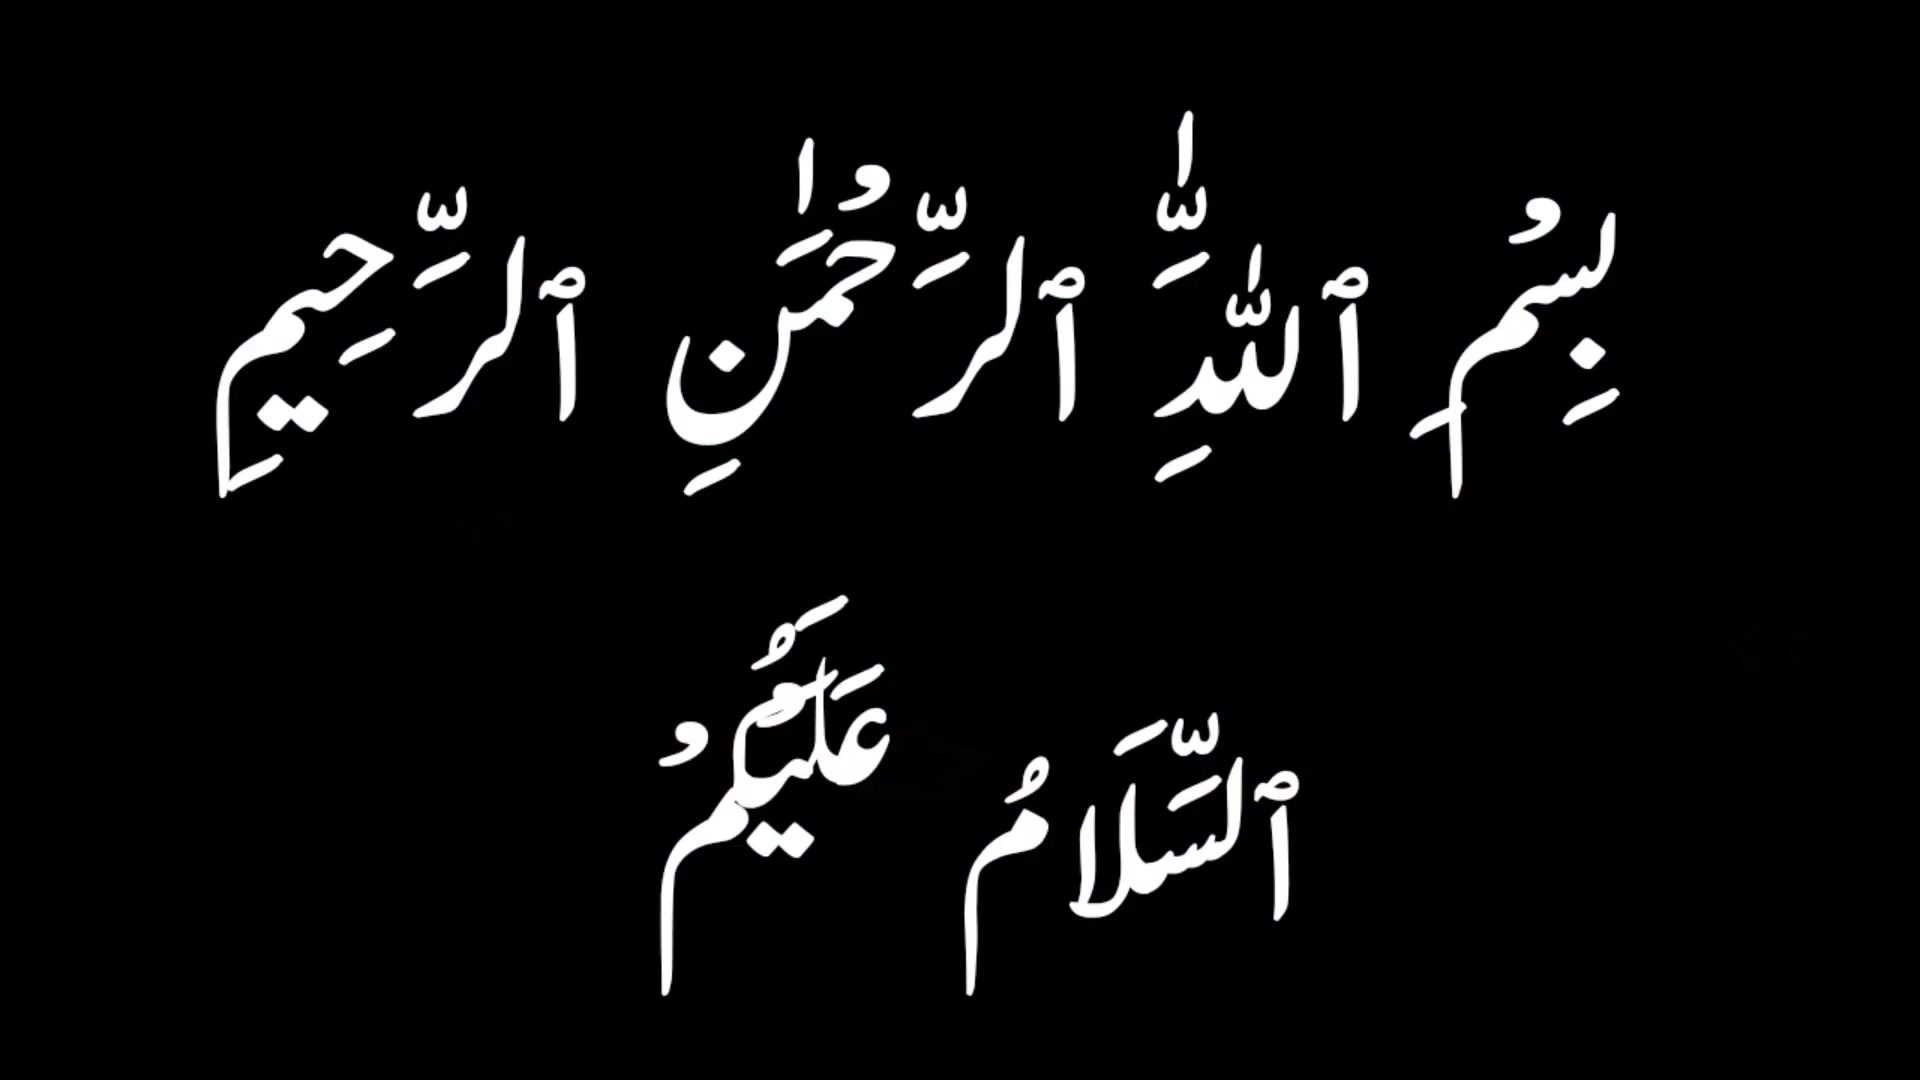 بِسْمِ ٱللَّٰهِ ٱلرَّحْمَٰنِ ٱلرَّحِيمِ
ٱلسَّلَامُ عَلَيْكُمْ